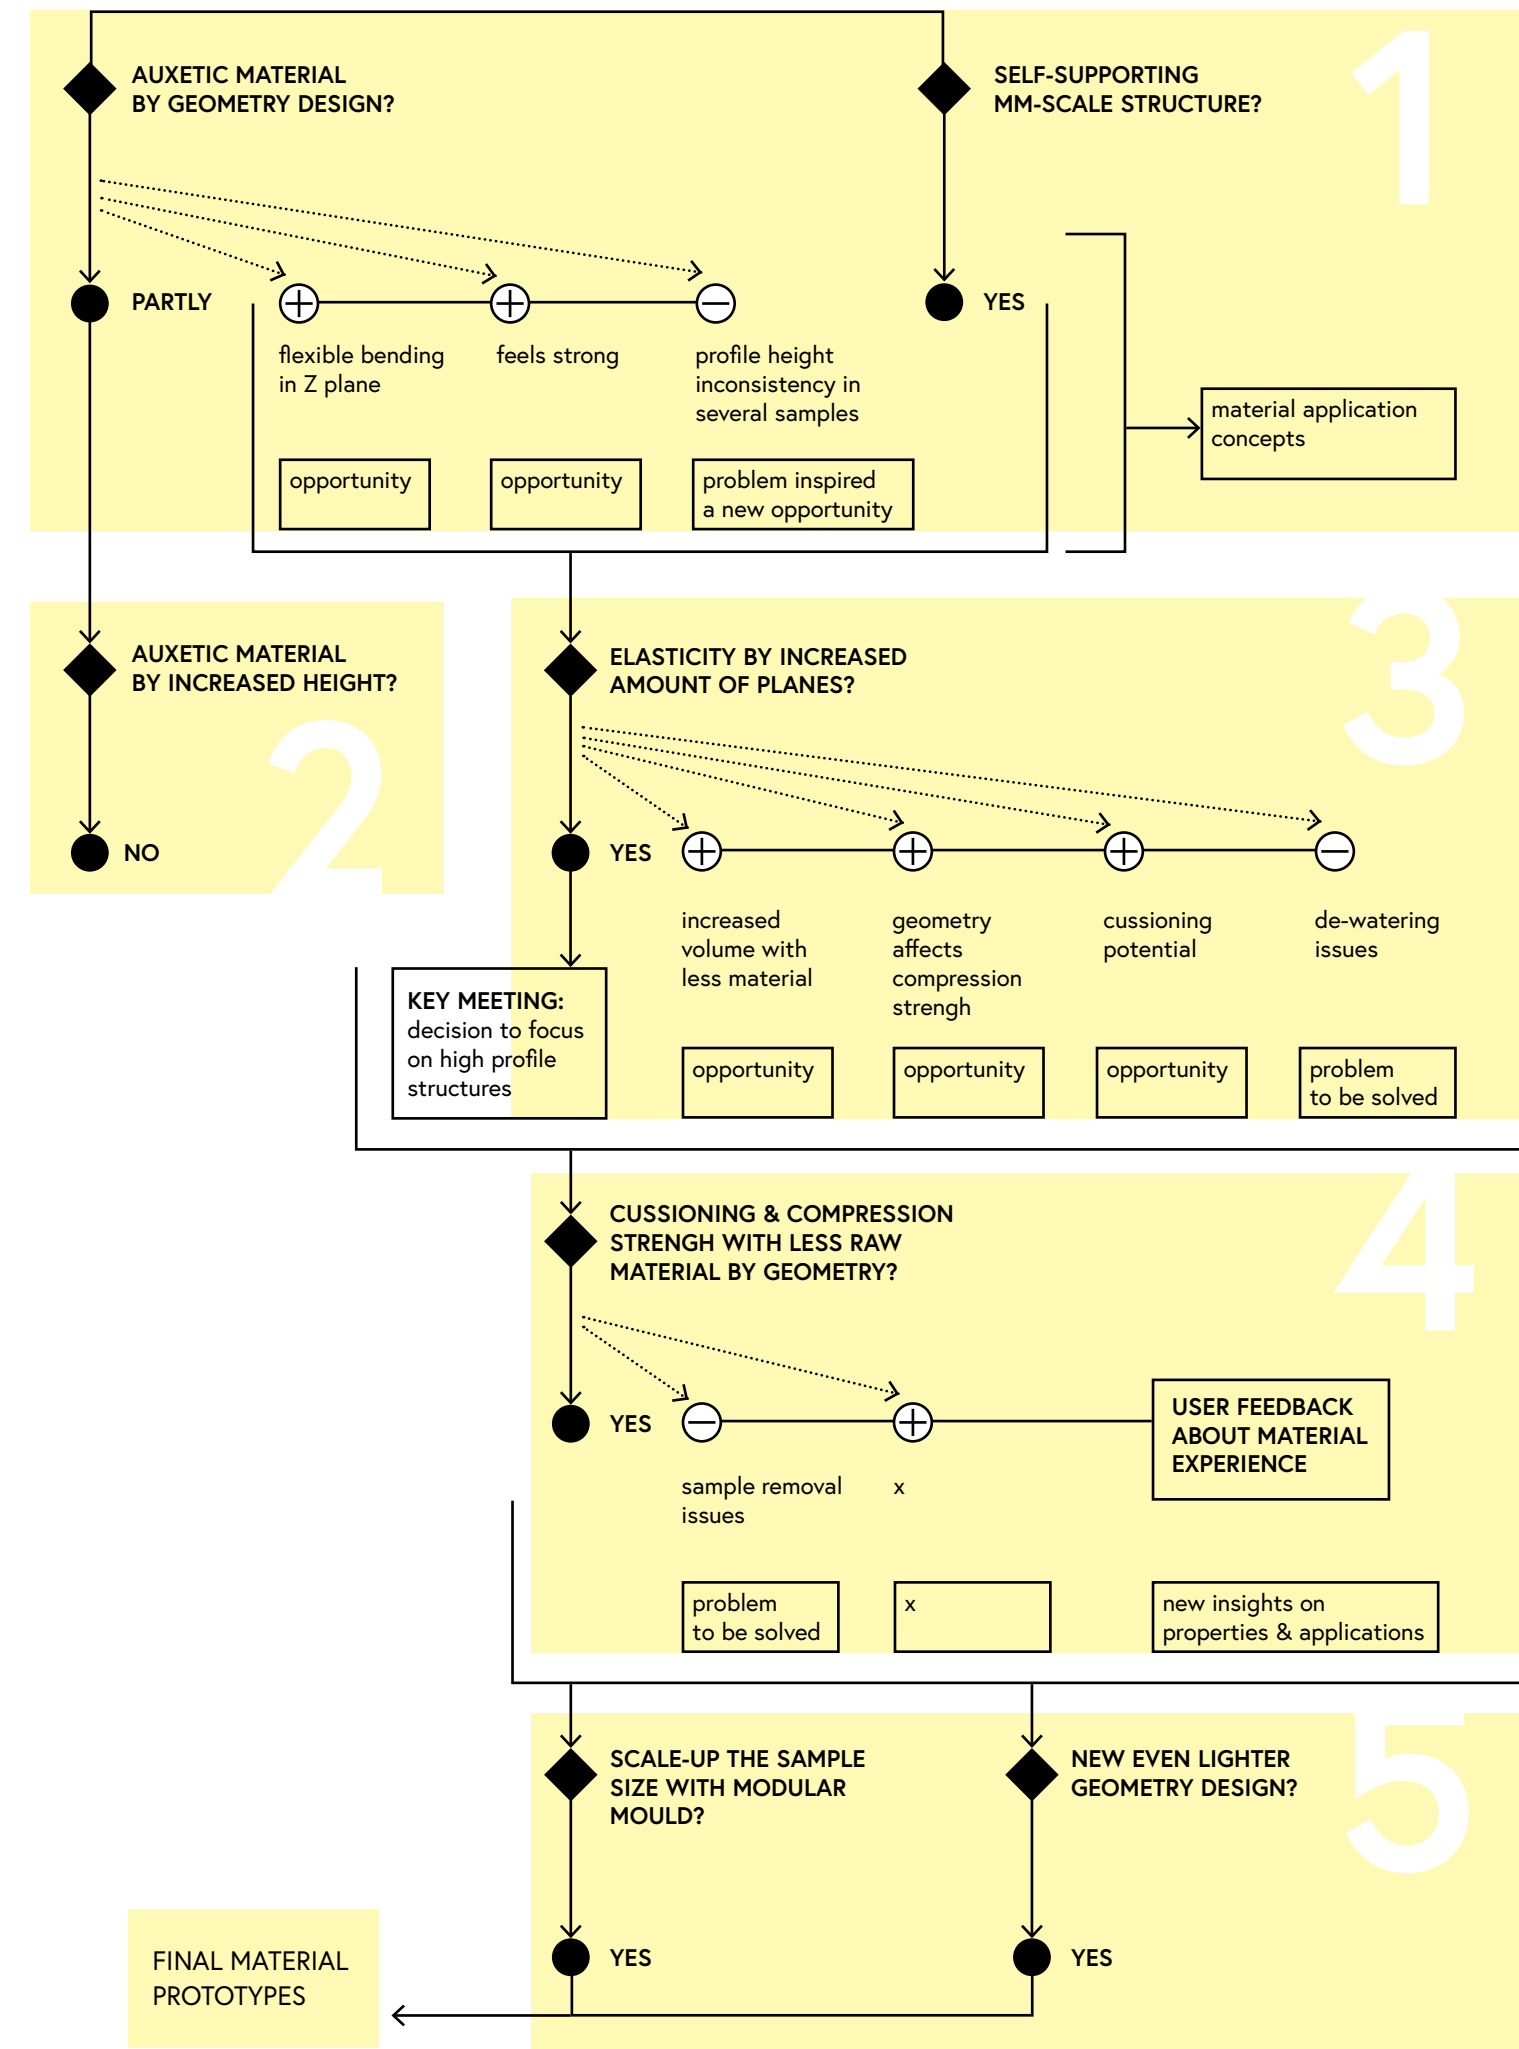 1
AUXETIC MATERIAL
BY GEOMETRY DESIGN?
SELF-SUPPORTING
MM-SCALE STRUCTURE?
PARTLY
YES
flexible bending
in Z plane
feels strong
profile height
inconsistency in
several samples
material application
concepts
opportunity
opportunity
problem inspired
a new opportunity
2
AUXETIC MATERIAL
BY INCREASED HEIGHT?
NO
3
ELASTICITY BY INCREASED
AMOUNT OF PLANES?
YES
increased
volume with
less material
geometry
affects
compression
strengh
cussioning
potential
de-watering
issues
KEY MEETING:
decision to focus
on high profile
structures
opportunity
opportunity
opportunity
problem
to be solved
4
CUSSIONING & COMPRESSION
STRENGH WITH LESS RAW
MATERIAL BY GEOMETRY?
YES
USER FEEDBACK
ABOUT MATERIAL
EXPERIENCE
sample removal
issues
x
problem
to be solved
x
new insights on
properties & applications
5
SCALE-UP THE SAMPLE
SIZE WITH MODULAR
MOULD?
NEW EVEN LIGHTER
GEOMETRY DESIGN?
YES
YES
FINAL MATERIAL
PROTOTYPES